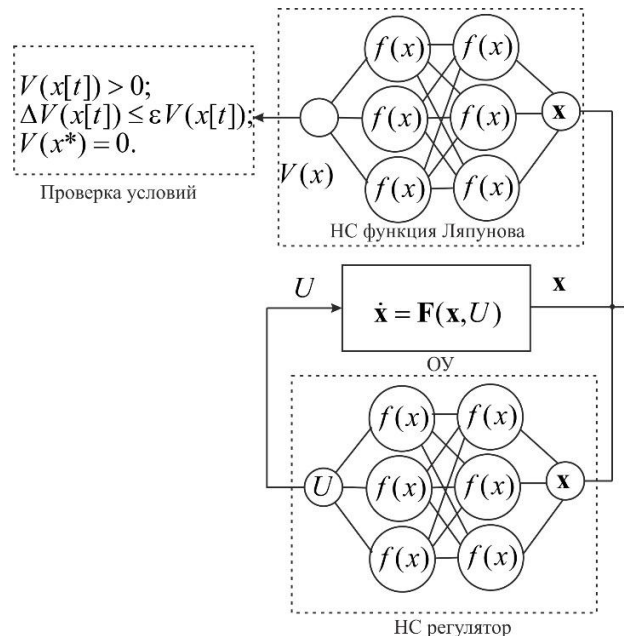 f(x) f(x)
V(x[t]) > 0;
ΔV(x[t]) ≤ εV(x[t]);
V(x*) = 0.
f(x) f(x) x
V(x)
f(x) f(x)
Проверка условий
НС функция Ляпунова
U
x
ẋ = F(x,U)
ОУ
f(x) f(x)
U f(x) f(x) x
f(x) f(x)
НС регулятор